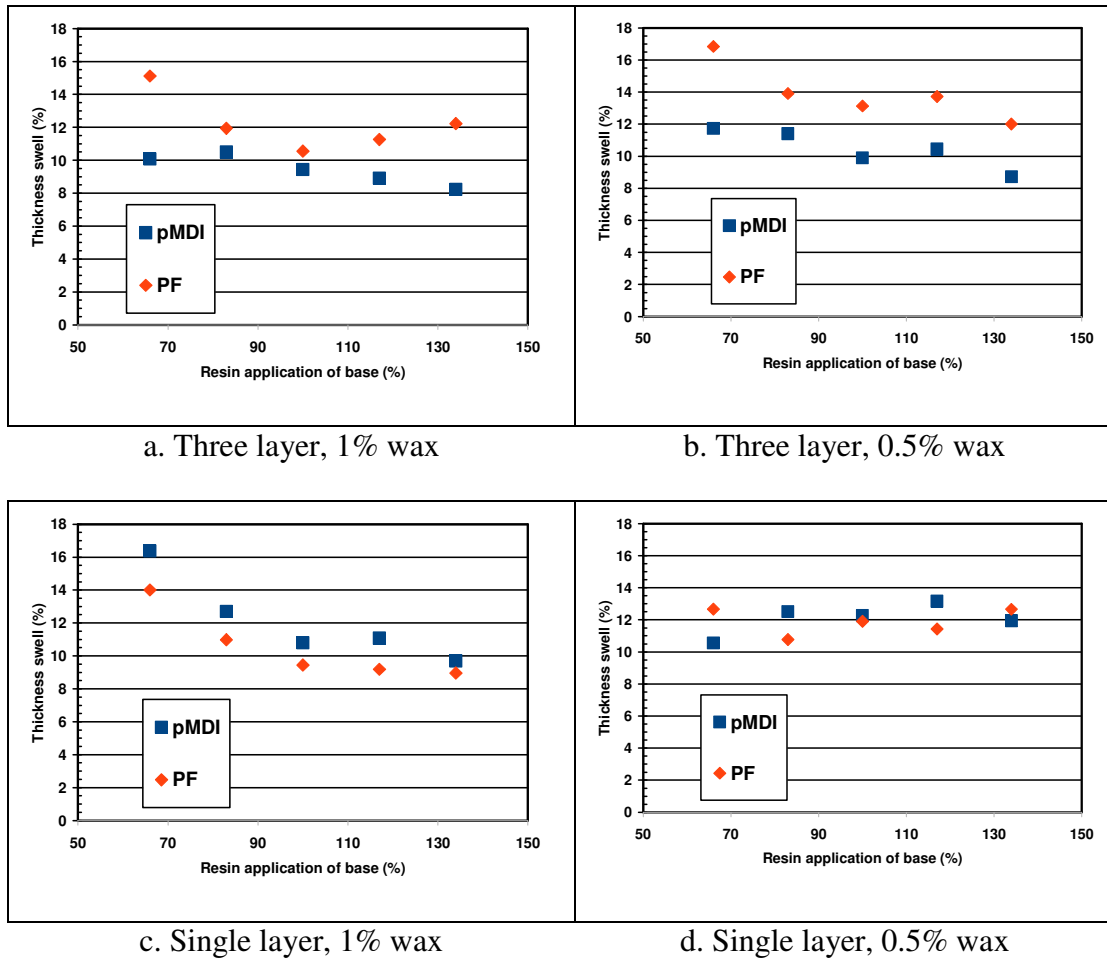 18
16
14
12
10
8
6
4
2
0
Thickness swell (%)
pMDI
PF
50 70 90 110 130 150
Resin application of base (%)
a. Three layer, 1% wax
18
16
14
12
10
8
6
4
2
0
Thickness swell (%)
pMDI
PF
50 70 90 110 130 150
Resin application of base (%)
b. Three layer, 0.5% wax
18
16
14
12
10
8
6
4
2
0
Thickness swell (%)
pMDI
PF
50 70 90 110 130 150
Resin application of base (%)
c. Single layer, 1% wax
18
16
14
12
10
8
6
4
2
0
Thickness swell (%)
pMDI
PF
50 70 90 110 130 150
Resin application of base (%)
d. Single layer, 0.5% wax